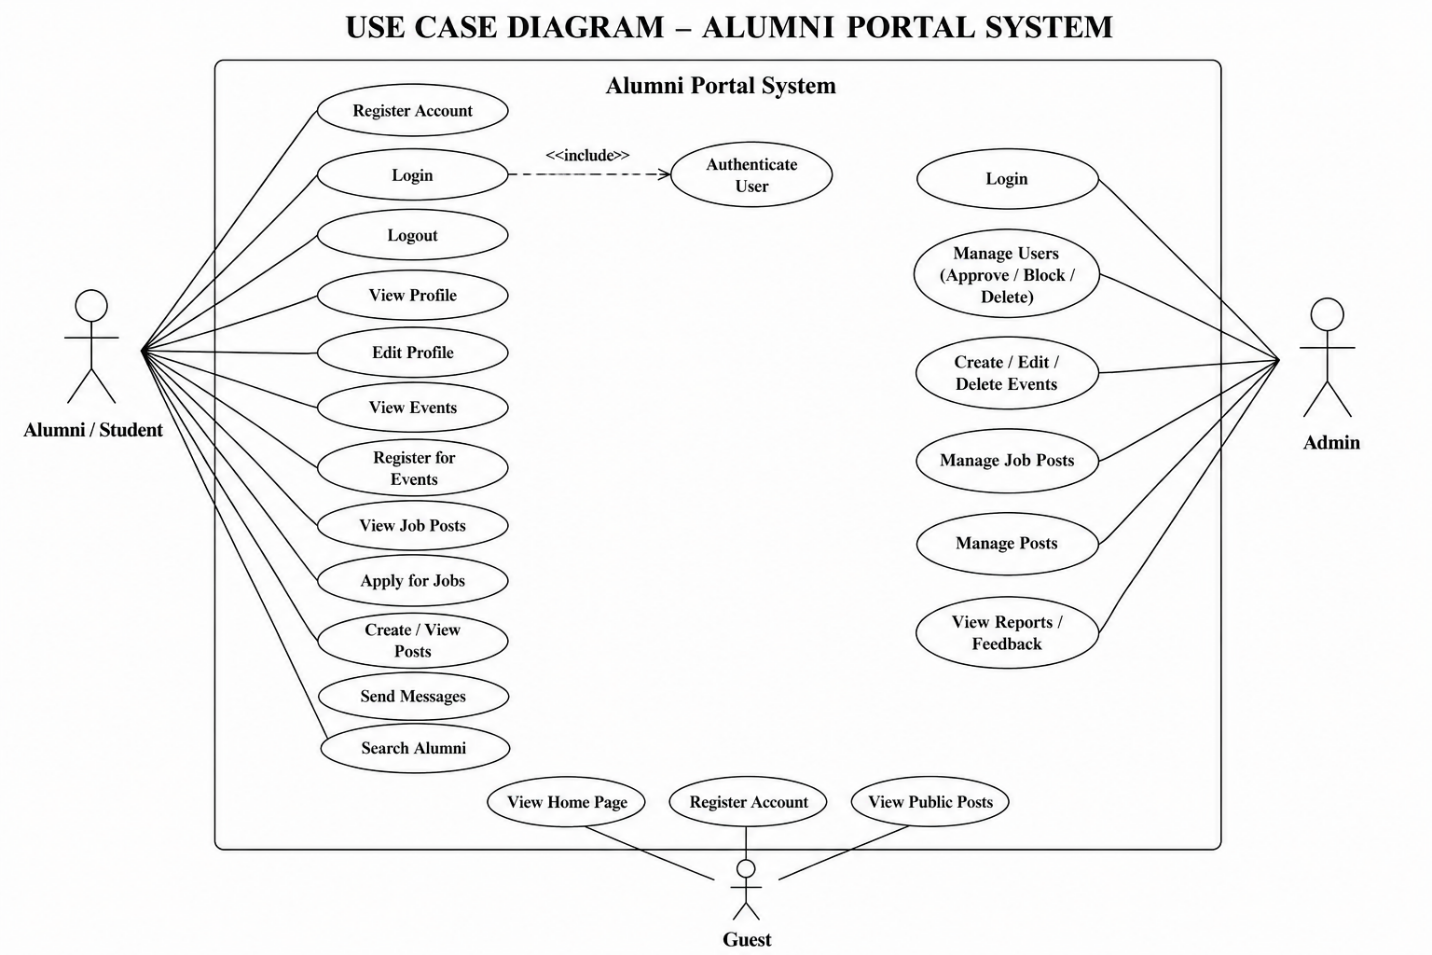 USE CASE DIAGRAM – ALUMNI PORTAL SYSTEM
Alumni Portal System
Register Account
Login
<<include>>
Authenticate
User
Logout
View Profile
Edit Profile
View Events
Register for
Events
View Job Posts
Apply for Jobs
Create / View
Posts
Send Messages
Search Alumni
Alumni / Student
Login
Manage Users
(Approve / Block /
Delete)
Create / Edit /
Delete Events
Manage Job Posts
Manage Posts
View Reports /
Feedback
Admin
View Home Page
Register Account
View Public Posts
Guest